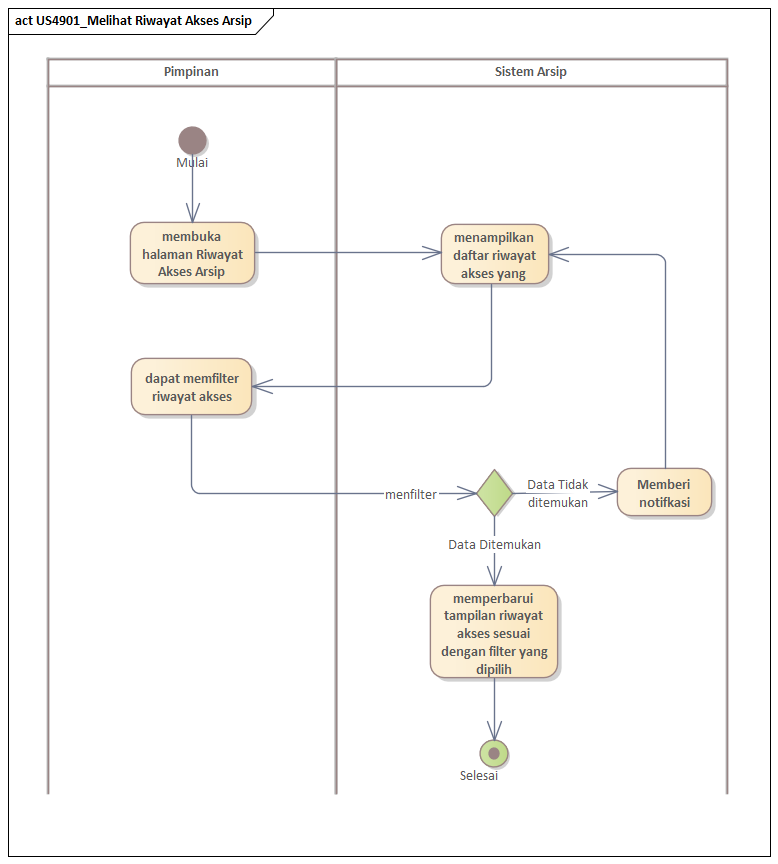 act US4901_Melihat Riwayat Akses Arsip
Pimpinan
Sistem Arsip
Mulai
membuka
halaman Riwayat
Akses Arsip
menampilkan
daftar riwayat
akses yang
dapat memfilter
riwayat akses
menfilter
Data Tidak
ditemukan
Memberi
notifkasi
Data Ditemukan
memperbarui
tampilan riwayat
akses sesuai
dengan filter yang
dipilih
Selesai